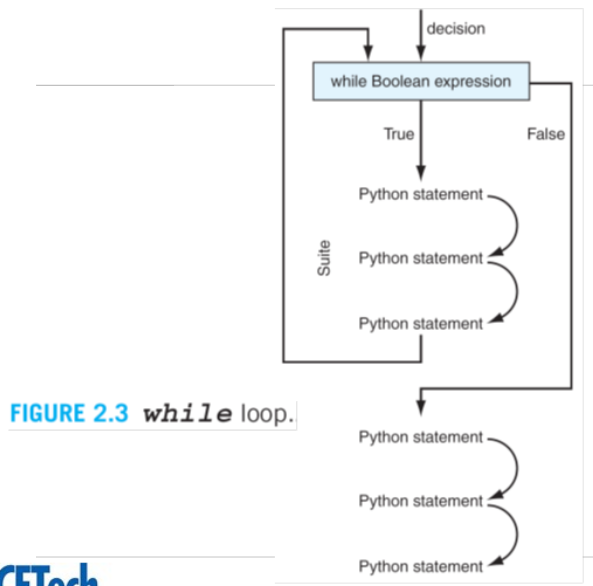 decision
while Boolean expression
True False
Python statement
Suite
Python statement
Python statement
FIGURE 2.3 while loop.
Python statement
Python statement
Python statement